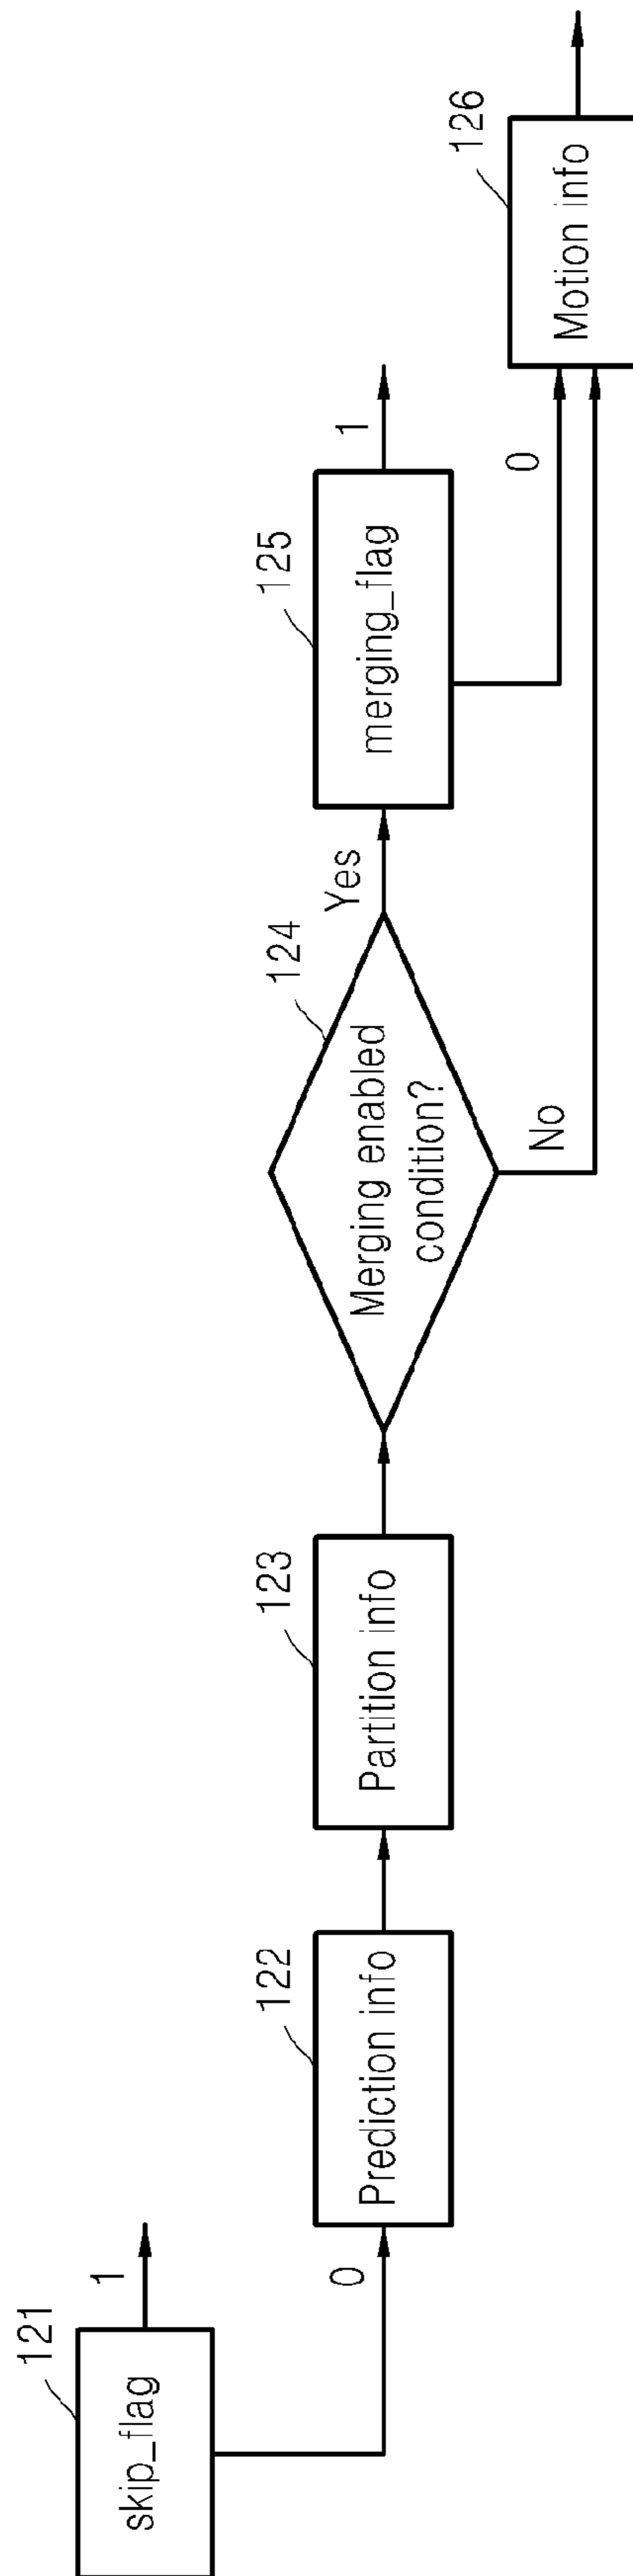 121
skip_flag
1
0
122
Prediction info
123
Partition info
124
Merging enabled
condition?
Yes
No
125
merging_flag
1
0
126
Motion info